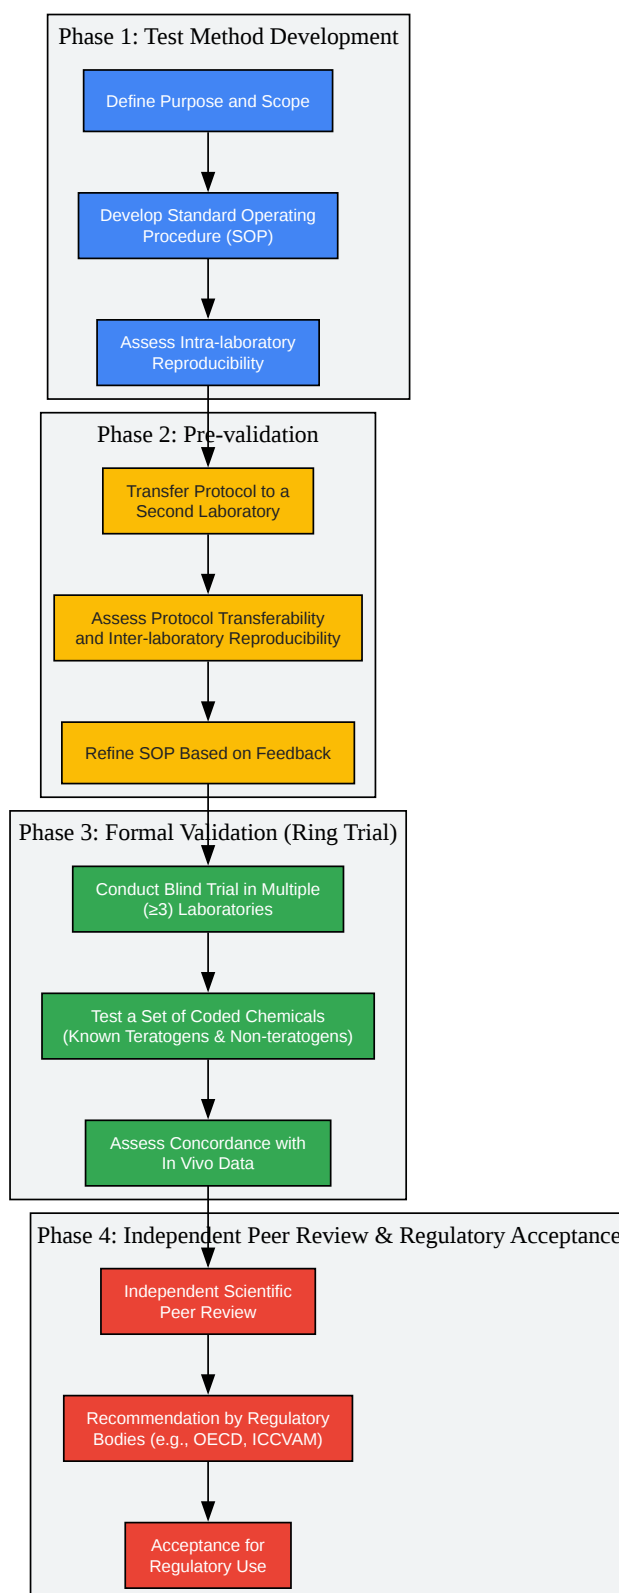 Phase 1: Test Method Development
Define Purpose and Scope
Develop Standard Operating
Procedure (SOP)
Assess Intra-laboratory
Reproducibility
Phase 2: Pre-validation
Transfer Protocol to a
Second Laboratory
Assess Protocol Transferability
and Inter-laboratory Reproducibility
Refine SOP Based on Feedback
Phase 3: Formal Validation (Ring Trial)
Conduct Blind Trial in Multiple
(≥3) Laboratories
Test a Set of Coded Chemicals
(Known Teratogens & Non-teratogens)
Assess Concordance with
In Vivo Data
Phase 4: Independent Peer Review & Regulatory Acceptance
Independent Scientific
Peer Review
Recommendation by Regulatory
Bodies (e.g., OECD, ICCVAM)
Acceptance for
Regulatory Use